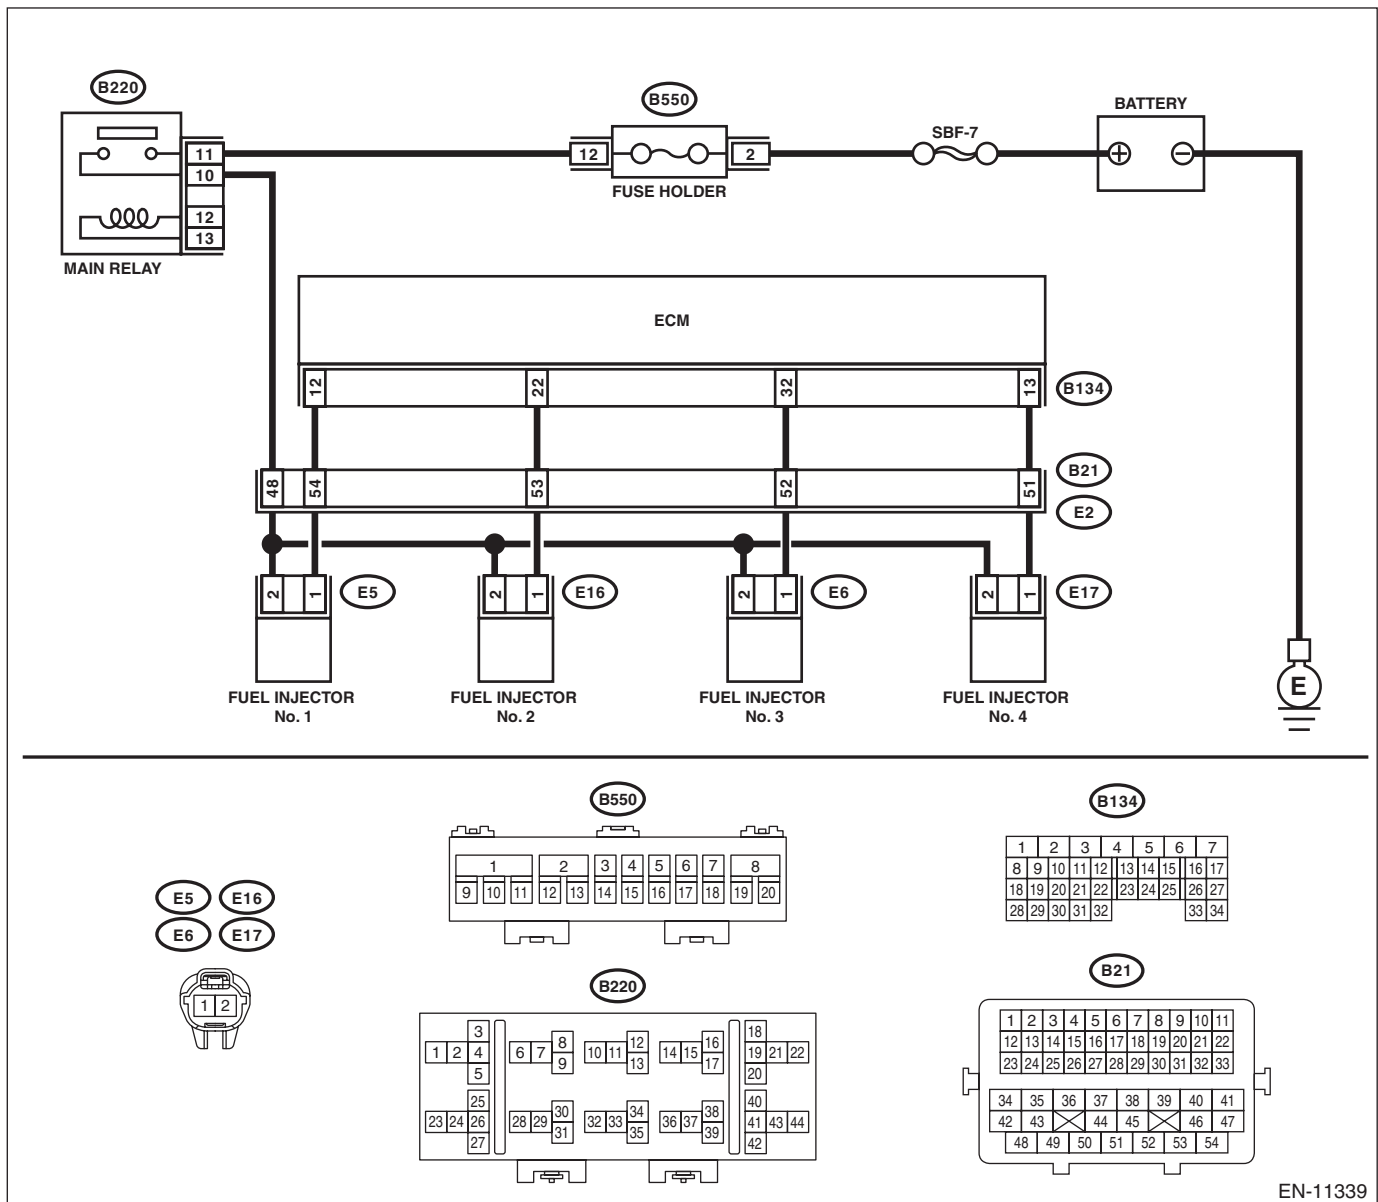 B220
B550
BATTERY
SBF-7
11
12
2
10
FUSE HOLDER
12
13
MAIN RELAY
ECM
12
22
32
13
B134
48
54
53
52
51
B21
E2
2
1
E5
2
1
E16
2
1
E6
2
1
E17
E
FUEL INJECTOR
No. 1
FUEL INJECTOR
No. 2
FUEL INJECTOR
No. 3
FUEL INJECTOR
No. 4
B550
1 2 3 4 5 6 7 8
9 10 11 12 13 14 15 16 17 18 19 20
B134
1 2 3 4 5 6 7
8 9 10 11 12 13 14 15 16 17
18 19 20 21 22 23 24 25 26 27
28 29 30 31 32 33 34
E5 E16
E6 E17
1 2
B220
3 8 12 16 18
1 2 4 6 7 10 11 14 15 19 21 22
5 9 13 17 20
25 30 34 38 40
23 24 26 28 29 32 33 36 37 41 43 44
27 31 35 39 42
B21
1 2 3 4 5 6 7 8 9 10 11
12 13 14 15 16 17 18 19 20 21 22
23 24 25 26 27 28 29 30 31 32 33
34 35 36 37 38 39 40 41
42 43 44 45 46 47
48 49 50 51 52 53 54
EN-11339